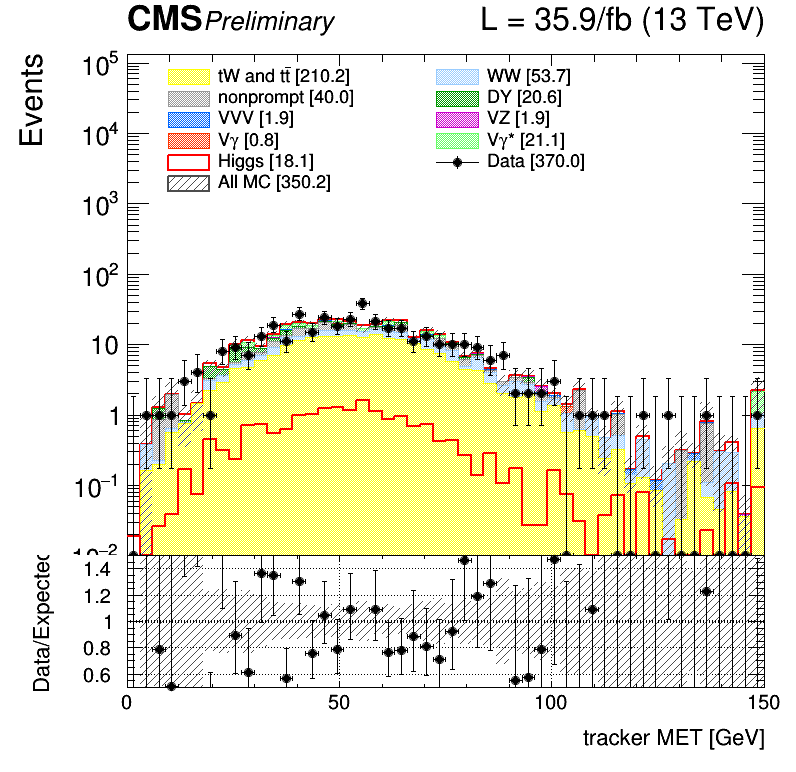 CMS Preliminary L = 35.9/fb (13 TeV)
Events
10⁵
10⁴
10³
10²
10
1
10⁻¹
10⁻²
tW and tt̄ [210.2]
nonprompt [40.0]
VVV [1.9]
Vγ [0.8]
Higgs [18.1]
All MC [350.2]
WW [53.7]
DY [20.6]
VZ [1.9]
Vγ* [21.1]
Data [370.0]
Data/Expected
1.4
1.2
1
0.8
0.6
0 50 100 150
tracker MET [GeV]